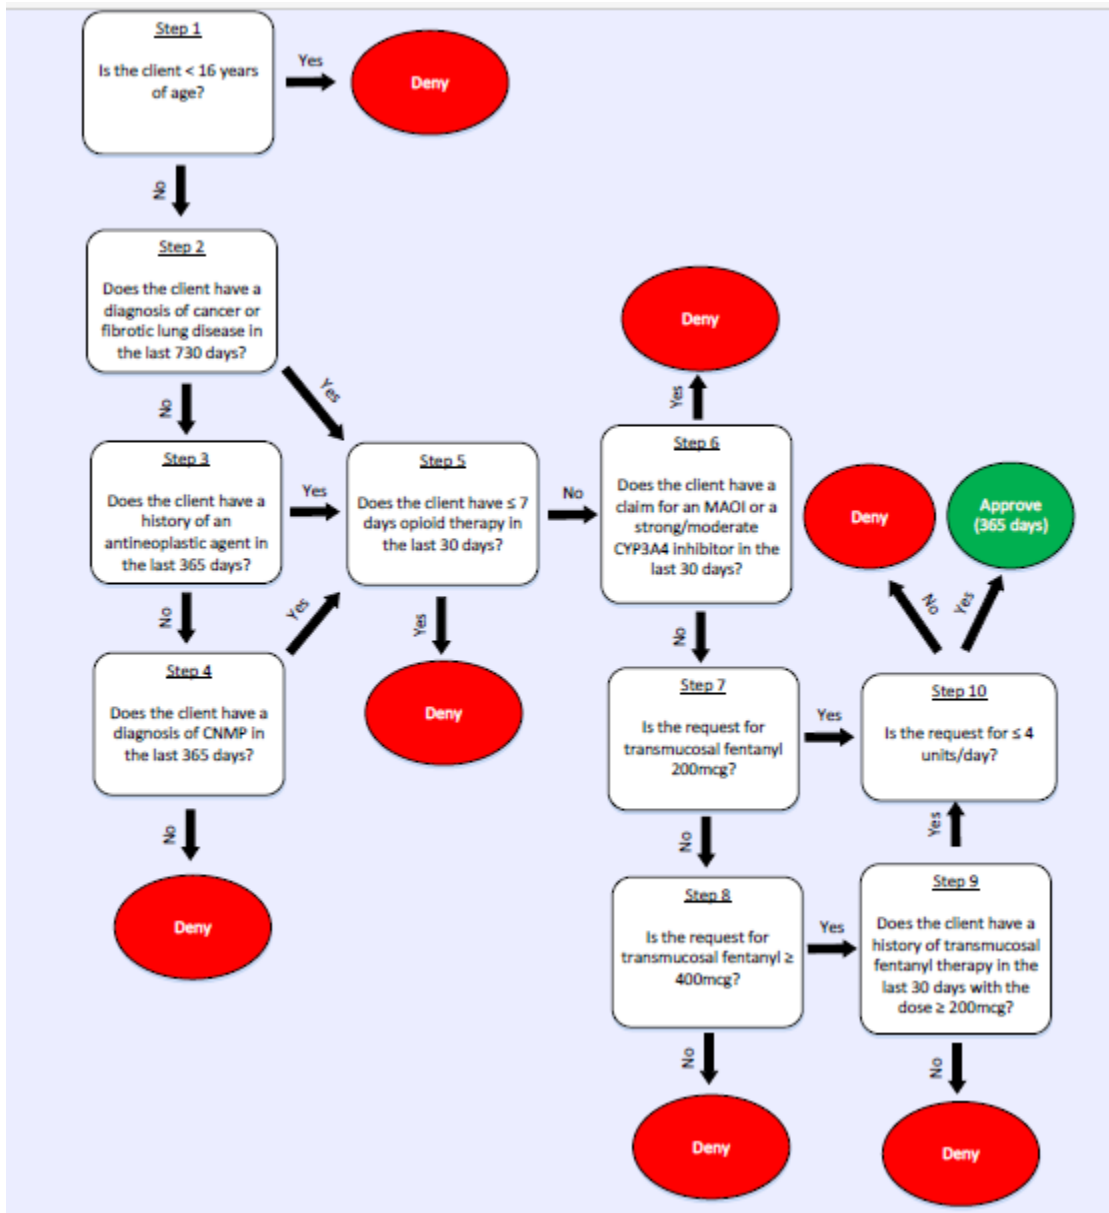 Step 1
Is the client < 16 years
of age?
Yes
Deny
No
Step 2
Does the client have a
diagnosis of cancer or
fibrotic lung disease in
the last 730 days?
Yes
No
Step 3
Does the client have a
history of an
antineoplastic agent in
the last 365 days?
Yes
No
Step 4
Does the client have a
diagnosis of CNMP in
the last 365 days?
Yes
No
Deny
Step 5
Does the client have ≤ 7
days opioid therapy in
the last 30 days?
No
Yes
Deny
Step 6
Does the client have a
claim for an MAOI or a
strong/moderate
CYP3A4 inhibitor in the
last 30 days?
Yes
Deny
No
Step 7
Is the request for
transmucosal fentanyl
200mcg?
Yes
No
Step 8
Is the request for
transmucosal fentanyl ≥
400mcg?
Yes
No
Deny
Step 9
Does the client have a
history of transmucosal
fentanyl therapy in the
last 30 days with the
dose ≥ 200mcg?
Yes
No
Deny
Step 10
Is the request for ≤ 4
units/day?
No
Yes
Deny
Approve
(365 days)